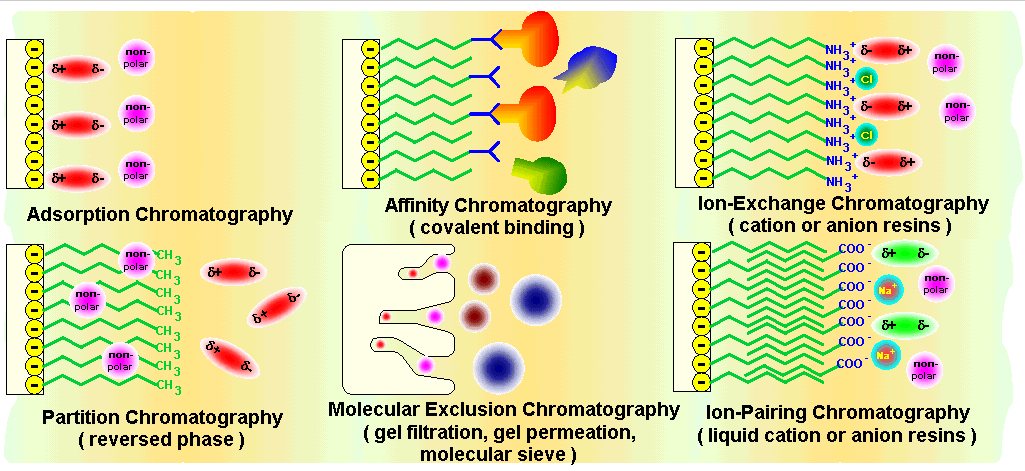 δ+ δ-
non-
polar
δ+ δ-
non-
polar
δ+ δ-
non-
polar
Adsorption Chromatography
Affinity Chromatography
( covalent binding )
NH₃⁺
NH₃⁺
NH₃⁺
NH₃⁺
NH₃⁺
NH₃⁺
NH₃⁺
NH₃⁺
δ- δ+
Cl
δ- δ+
Cl
δ- δ+
non-
polar
non-
polar
Ion-Exchange Chromatography
( cation or anion resins )
non-
polar
non-
polar
non-
polar
CH₃
CH₃
CH₃
CH₃
CH₃
CH₃
CH₃
CH₃
δ+ δ-
δ+ δ-
δ+ δ-
Partition Chromatography
( reversed phase )
Molecular Exclusion Chromatography
( gel filtration, gel permeation,
molecular sieve )
COO⁻
COO⁻
COO⁻
COO⁻
COO⁻
COO⁻
COO⁻
δ+ δ-
Na⁺
δ+ δ-
Na⁺
non-
polar
non-
polar
Ion-Pairing Chromatography
( liquid cation or anion resins )